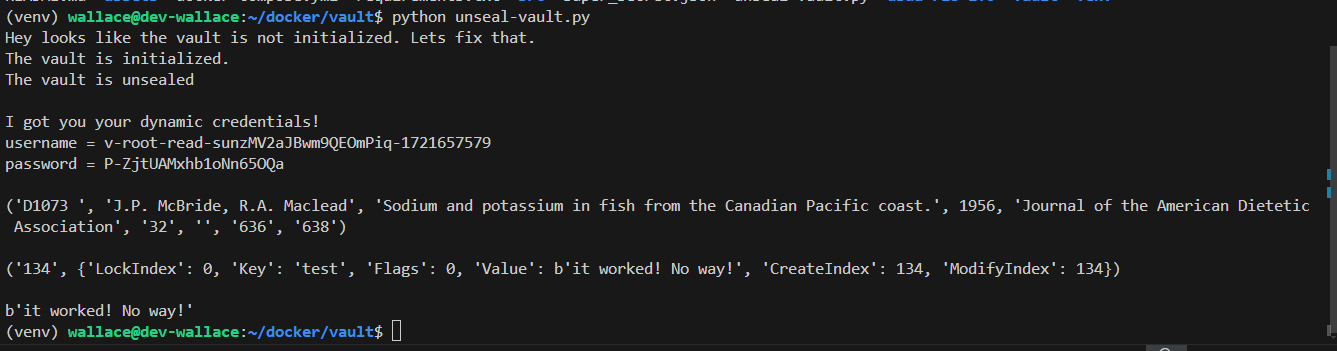 (venv) wallace@dev-wallace:~/docker/vault$ python unseal-vault.py
Hey looks like the vault is not initialized. Lets fix that.
The vault is initialized.
The vault is unsealed
I got you your dynamic credentials!
username = v-root-read-sunzMV2aJBwm9QEOmPiq-1721657579
password = P-ZjtUAMxhb1oNn65OQa
('D1073 ', 'J.P. McBride, R.A. Maclead', 'Sodium and potassium in fish from the Canadian Pacific coast.', 1956, 'Journal of the American Dietetic
Association', '32', '', '636', '638')
('134', {'LockIndex': 0, 'Key': 'test', 'Flags': 0, 'Value': b'it worked! No way!', 'CreateIndex': 134, 'ModifyIndex': 134})
b'it worked! No way!'
(venv) wallace@dev-wallace:~/docker/vault$